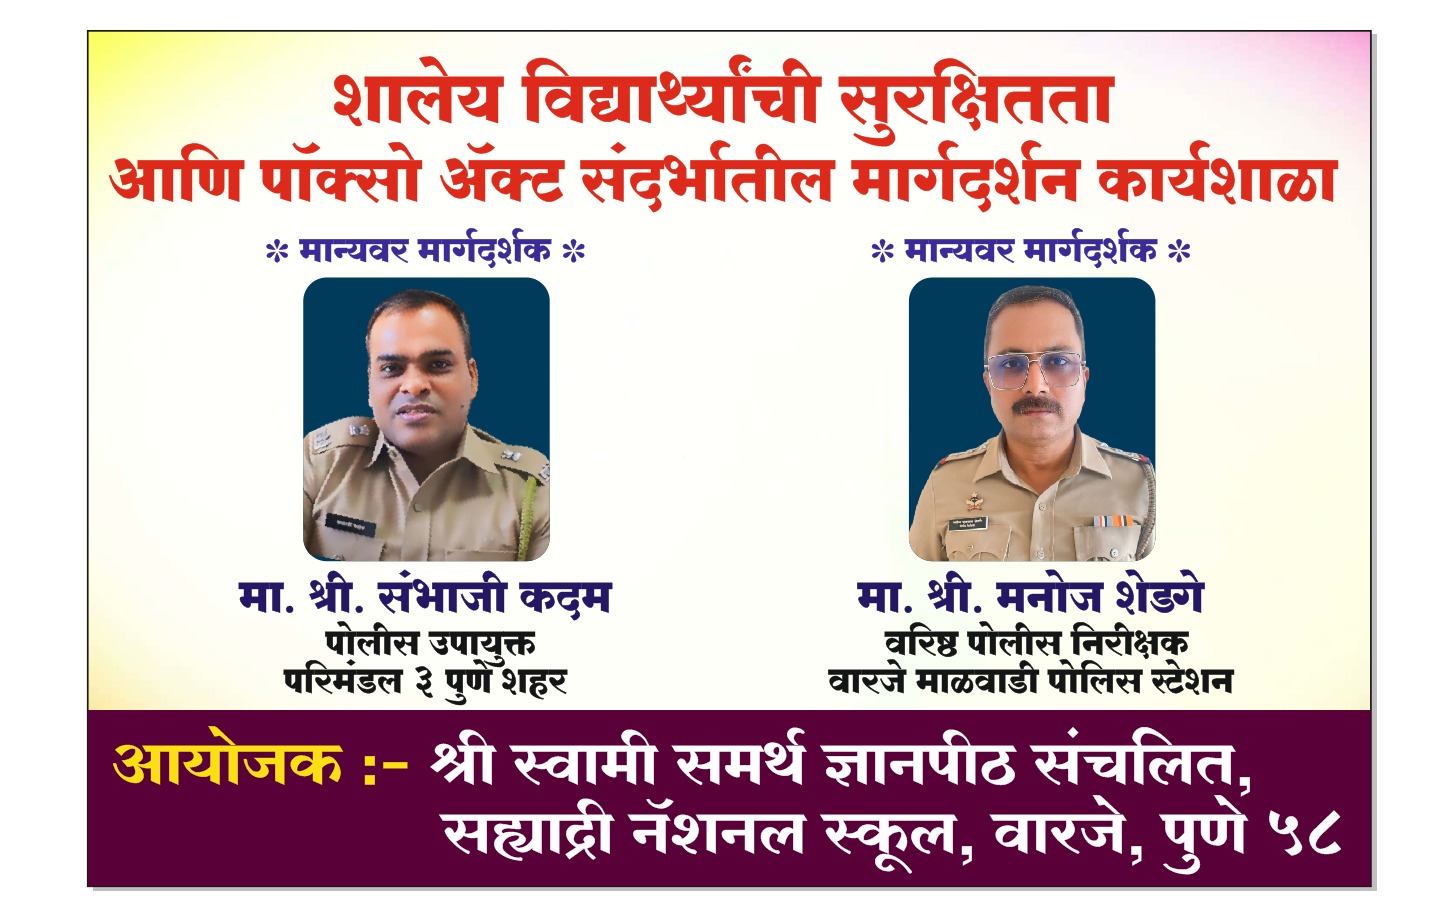 शालेय विद्यार्थ्यांची सुरक्षितता
आणि पॉक्सो ॲक्ट संदर्भातील मार्गदर्शन कार्यशाळा
* मान्यवर मार्गदर्शक *
मा. श्री. संभाजी कदम
पोलीस उपायुक्त
परिमंडल ३ पुणे शहर
* मान्यवर मार्गदर्शक *
मा. श्री. मनोज शेडगे
वरिष्ठ पोलीस निरीक्षक
वारजे माळवाडी पोलिस स्टेशन
आयोजक :- श्री स्वामी समर्थ ज्ञानपीठ संचलित,
सह्याद्री नॅशनल स्कूल, वारजे, पुणे ५८